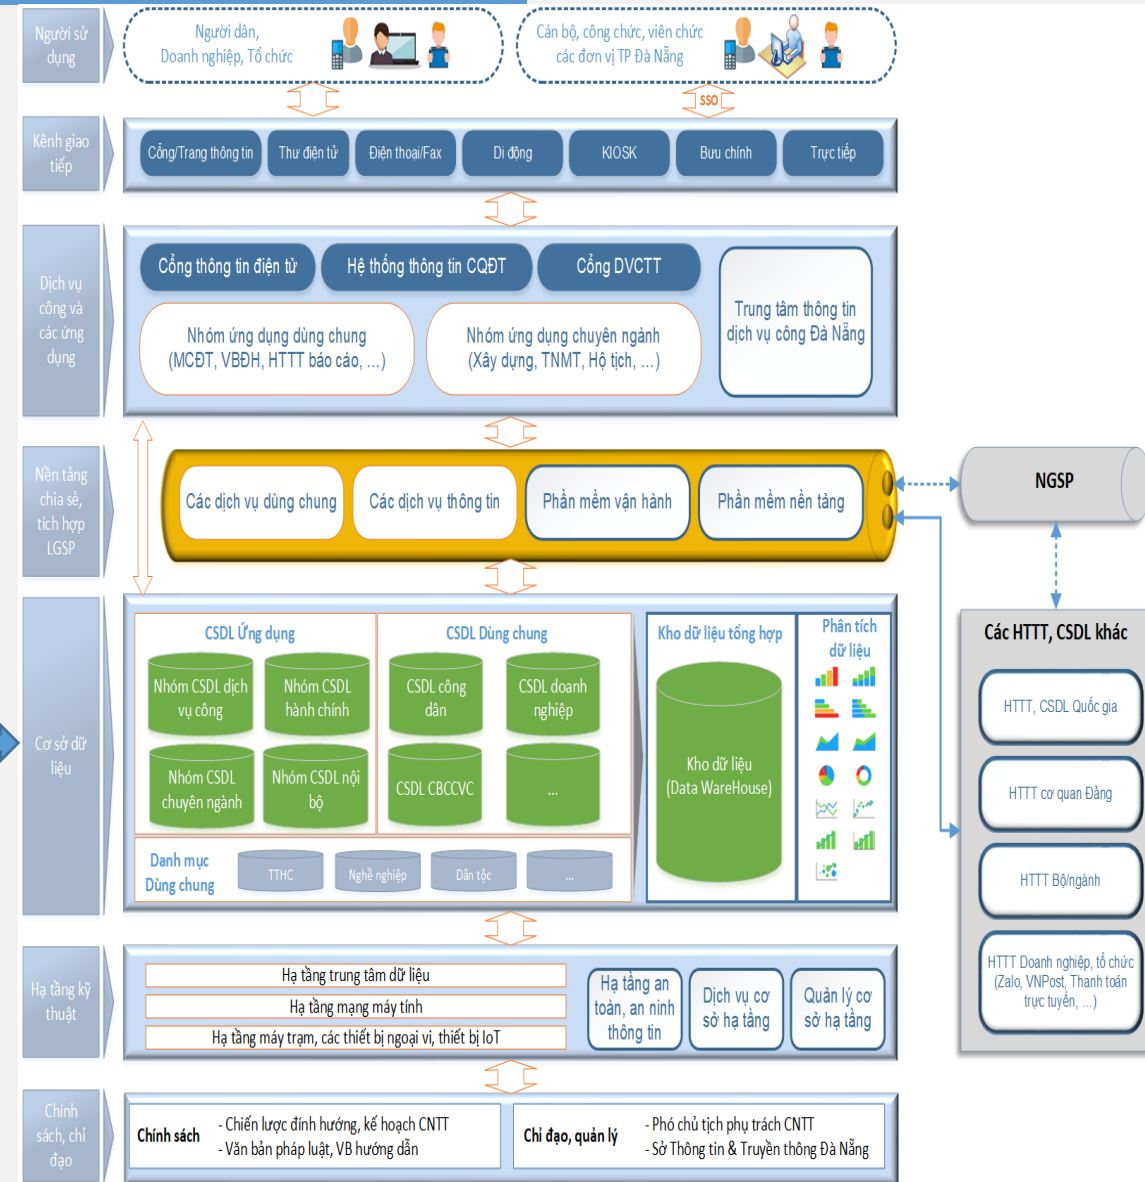 Người sử
dụng
Người dân,
Doanh nghiệp, Tổ chức
Cán bộ, công chức, viên chức
các đơn vị TP Đà Nẵng
SSO
Kênh giao
tiếp
Cổng/Trang thông tin
Thư điện tử
Điện thoại/Fax
Di động
KIOSK
Bưu chính
Trực tiếp
Dịch vụ
công và
các ứng
dụng
Cổng thông tin điện tử
Hệ thống thông tin CQĐT
Cổng DVCTT
Nhóm ứng dụng dùng chung
(MCĐT, VBĐH, HTTT báo cáo, ...)
Nhóm ứng dụng chuyên ngành
(Xây dựng, TNMT, Hộ tịch, ...)
Trung tâm thông tin
dịch vụ công Đà Nẵng
Nền tảng
chia sẻ,
tích hợp
LGSP
Các dịch vụ dùng chung
Các dịch vụ thông tin
Phần mềm vận hành
Phần mềm nền tảng
NGSP
Cơ sở dữ
liệu
CSDL Ứng dụng
Nhóm CSDL dịch
vụ công
Nhóm CSDL
hành chính
Nhóm CSDL
chuyên ngành
Nhóm CSDL nội
bộ
CSDL Dùng chung
CSDL công
dân
CSDL doanh
nghiệp
CSDL CBCCVC
...
Danh mục
Dùng chung
TTHC
Nghề nghiệp
Dân tộc
...
Kho dữ liệu tổng hợp
Kho dữ liệu
(Data WareHouse)
Phân tích
dữ liệu
Các HTTT, CSDL khác
HTTT, CSDL Quốc gia
HTTT cơ quan Đảng
HTTT Bộ/ngành
HTTT Doanh nghiệp, tổ chức
(Zalo, VNPost, Thanh toán
trực tuyến, ...)
Hạ tầng kỹ
thuật
Hạ tầng trung tâm dữ liệu
Hạ tầng mạng máy tính
Hạ tầng máy trạm, các thiết bị ngoại vi, thiết bị IoT
Hạ tầng an
toàn, an ninh
thông tin
Dịch vụ cơ
sở hạ tầng
Quản lý cơ
sở hạ tầng
Chính
sách, chỉ
đạo
Chính sách
- Chiến lược đính hướng, kế hoạch CNTT
- Văn bản pháp luật, VB hướng dẫn
Chỉ đạo, quản lý
- Phó chủ tịch phụ trách CNTT
- Sở Thông tin & Truyền thông Đà Nẵng